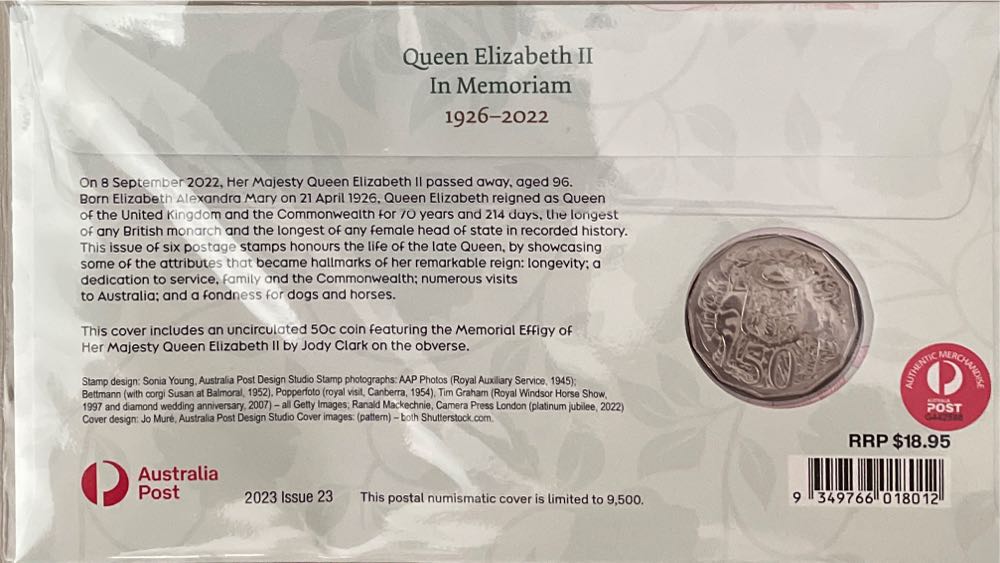 Queen Elizabeth II
In Memoriam
1926–2022
On 8 September 2022, Her Majesty Queen Elizabeth II passed away, aged 96.
Born Elizabeth Alexandra Mary on 21 April 1926, Queen Elizabeth reigned as Queen
of the United Kingdom and the Commonwealth for 70 years and 214 days, the longest
of any British monarch and the longest of any female head of state in recorded history.
This issue of six postage stamps honours the life of the late Queen, by showcasing
some of the attributes that became hallmarks of her remarkable reign: longevity; a
dedication to service, family and the Commonwealth; numerous visits
to Australia; and a fondness for dogs and horses.
This cover includes an uncirculated 50c coin featuring the Memorial Effigy of
Her Majesty Queen Elizabeth II by Jody Clark on the obverse.
Stamp design: Sonia Young, Australia Post Design Studio Stamp photographs: AAP Photos (Royal Auxiliary Service, 1945);
Bettmann (with corgi Susan at Balmoral, 1952), Popperfoto (royal visit, Canberra, 1954), Tim Graham (Royal Windsor Horse Show,
1997 and diamond wedding anniversary, 2007) – all Getty Images; Ranald Mackechnie, Camera Press London (platinum jubilee, 2022)
Cover design: Jo Muré, Australia Post Design Studio Cover images: (pattern) – both Shutterstock.com.
50
AUTHENTIC MERCHANDISE
AUSTRALIA
POST
RRP $18.95
9 349766 018012
Australia
Post
2023 Issue 23
This postal numismatic cover is limited to 9,500.